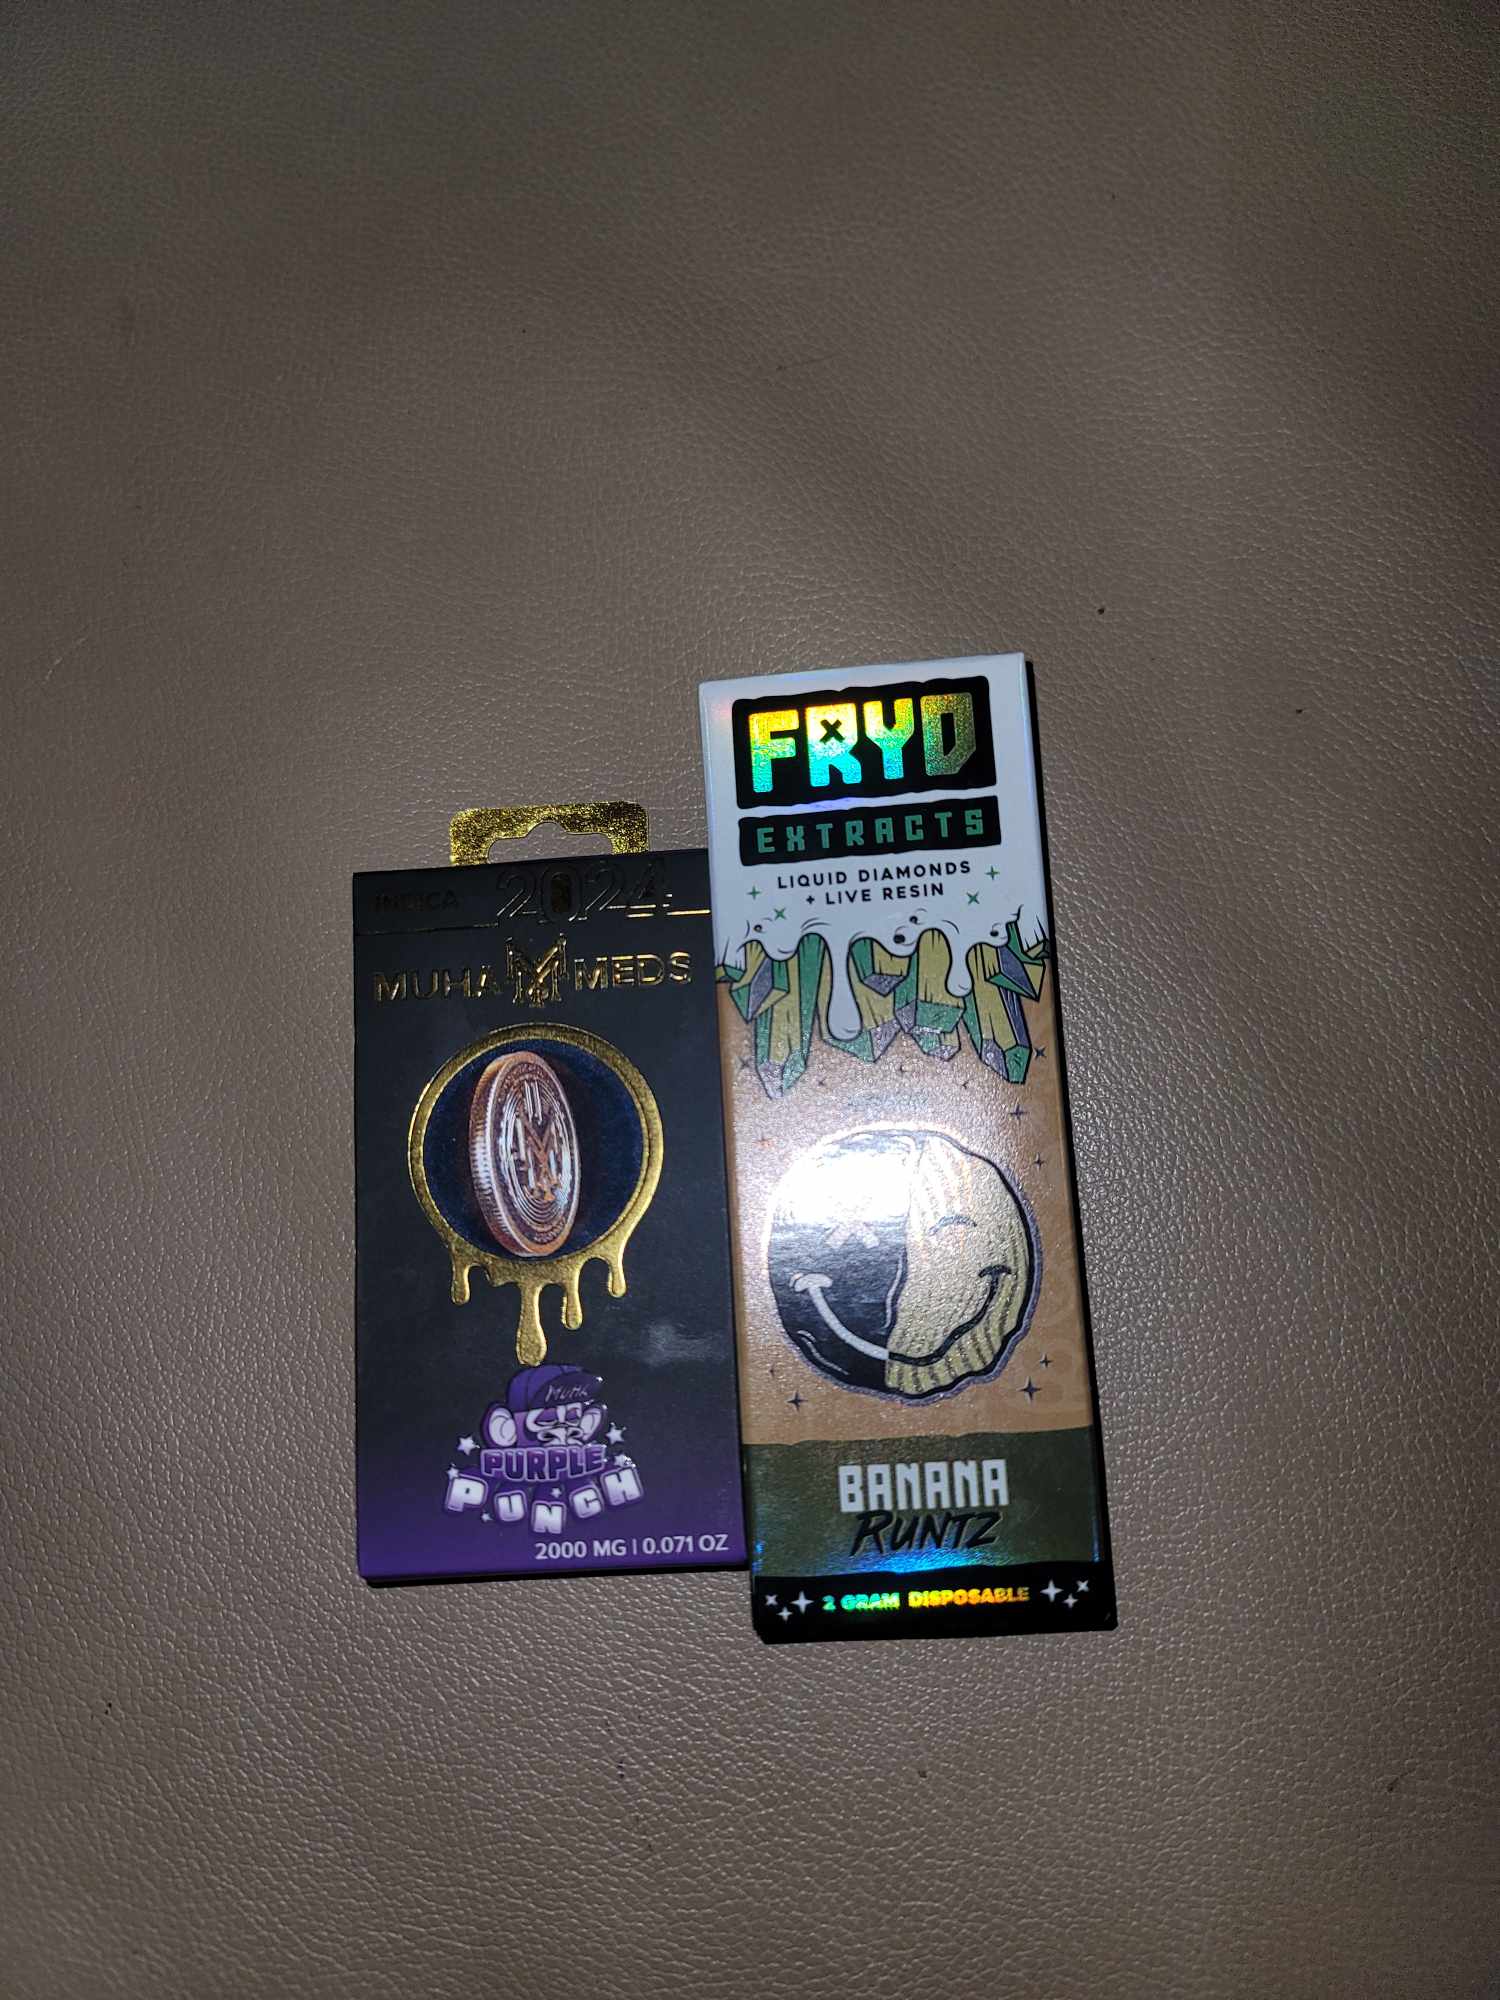 INDICA 2024
MUHA MEDS
MUHA
PURPLE
PUNCH
2000 MG | 0.071 OZ
FRYD
EXTRACTS
LIQUID DIAMONDS
+ LIVE RESIN
BANANA
RUNTZ
2 GRAM DISPOSABLE